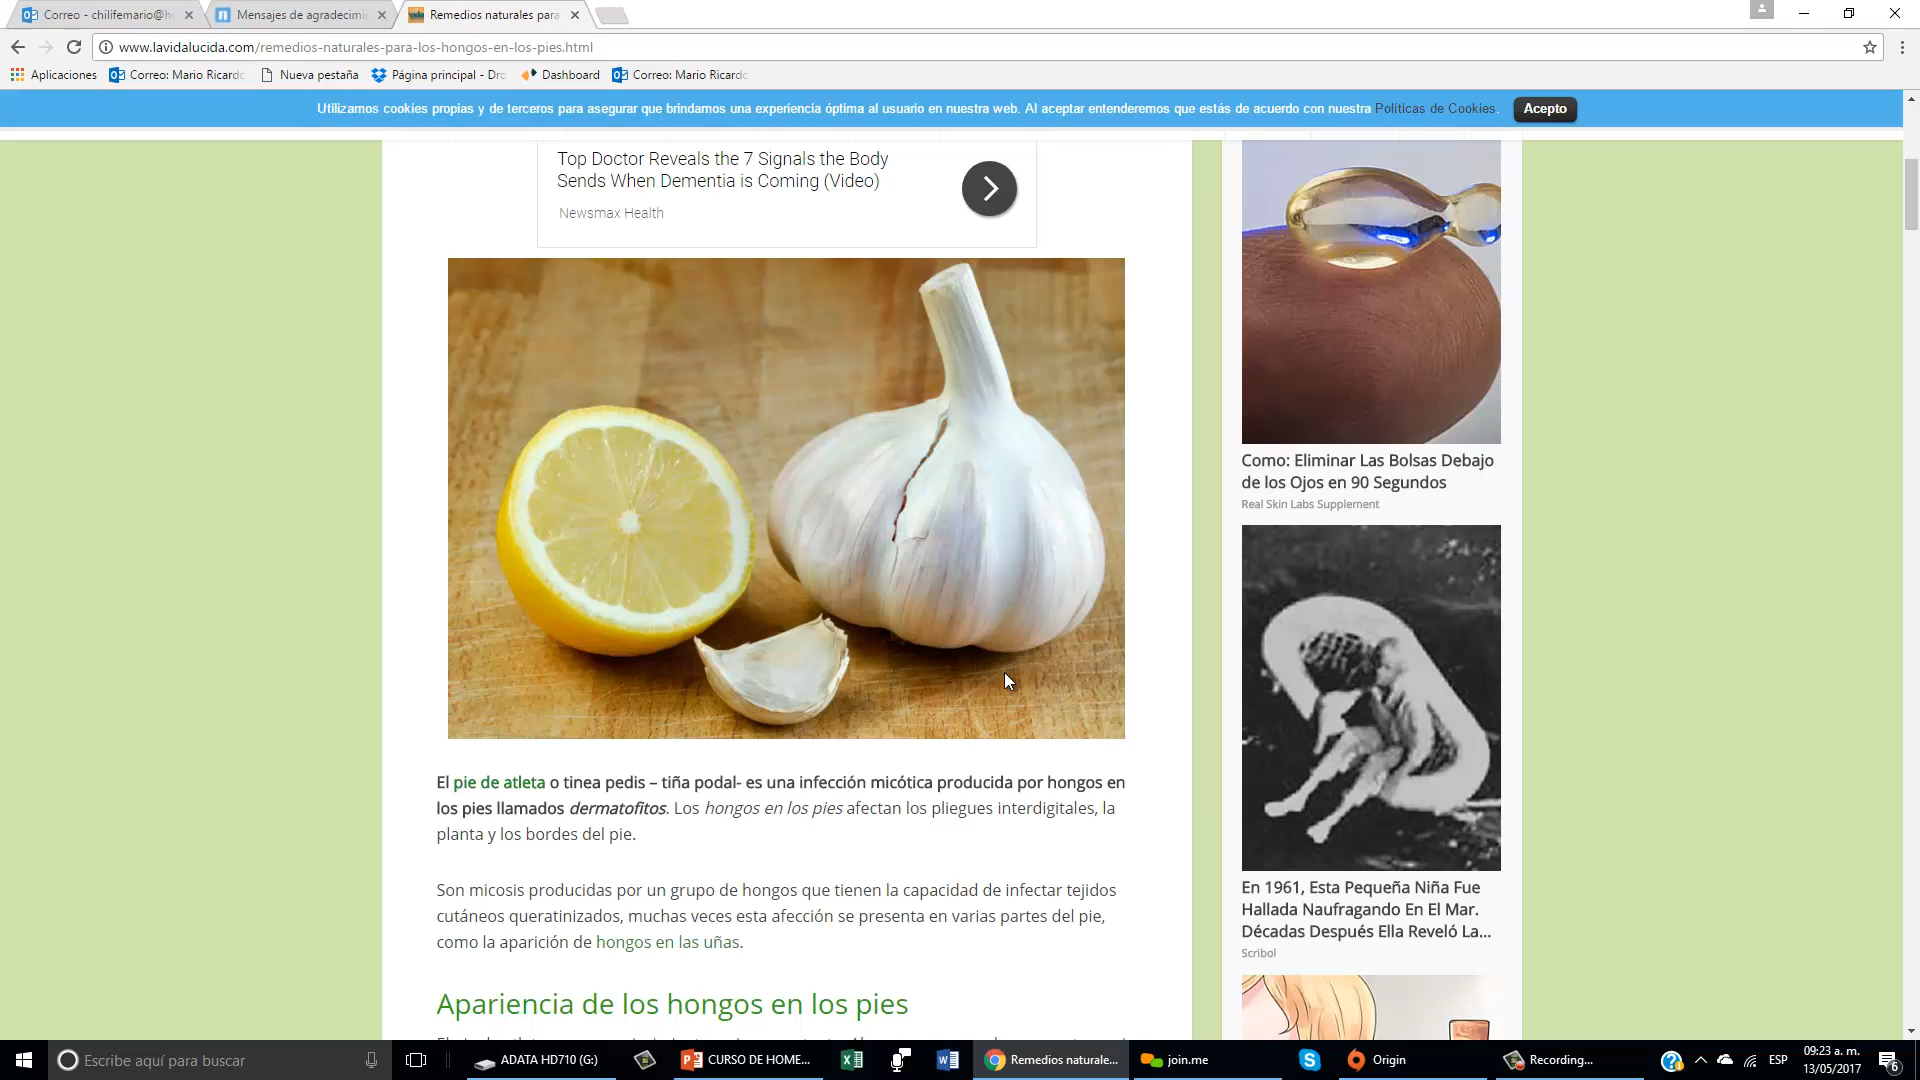 Correo - chilifemario@h
Mensajes de agradecimi
Remedios naturales para
www.lavidalucida.com/remedios-naturales-para-los-hongos-en-los-pies.html
Aplicaciones
Correo: Mario Ricard
Nueva pestaña
Página principal - Dro
Dashboard
Correo: Mario Ricard
Utilizamos cookies propias y de terceros para asegurar que brindamos una experiencia óptima al usuario en nuestra web. Al aceptar entenderemos que estás de acuerdo con nuestra Políticas de Cookies.
Acepto
Top Doctor Reveals the 7 Signals the Body
Sends When Dementia is Coming (Video)
Newsmax Health
El pie de atleta o tinea pedis – tiña podal- es una infección micótica producida por hongos en
los pies llamados dermatofitos. Los hongos en los pies afectan los pliegues interdigitales, la
planta y los bordes del pie.
Son micosis producidas por un grupo de hongos que tienen la capacidad de infectar tejidos
cutáneos queratinizados, muchas veces esta afección se presenta en varias partes del pie,
como la aparición de hongos en las uñas.
Apariencia de los hongos en los pies
Como: Eliminar Las Bolsas Debajo
de los Ojos en 90 Segundos
Real Skin Labs Supplement
En 1961, Esta Pequeña Niña Fue
Hallada Naufragando En El Mar.
Décadas Después Ella Reveló La...
Scribol
Escribe aquí para buscar
ADATA HD710 (G:)
CURSO DE HOME...
Remedios naturale...
join.me
Origin
Recording...
ESP
09:23 a. m.
13/05/2017
6